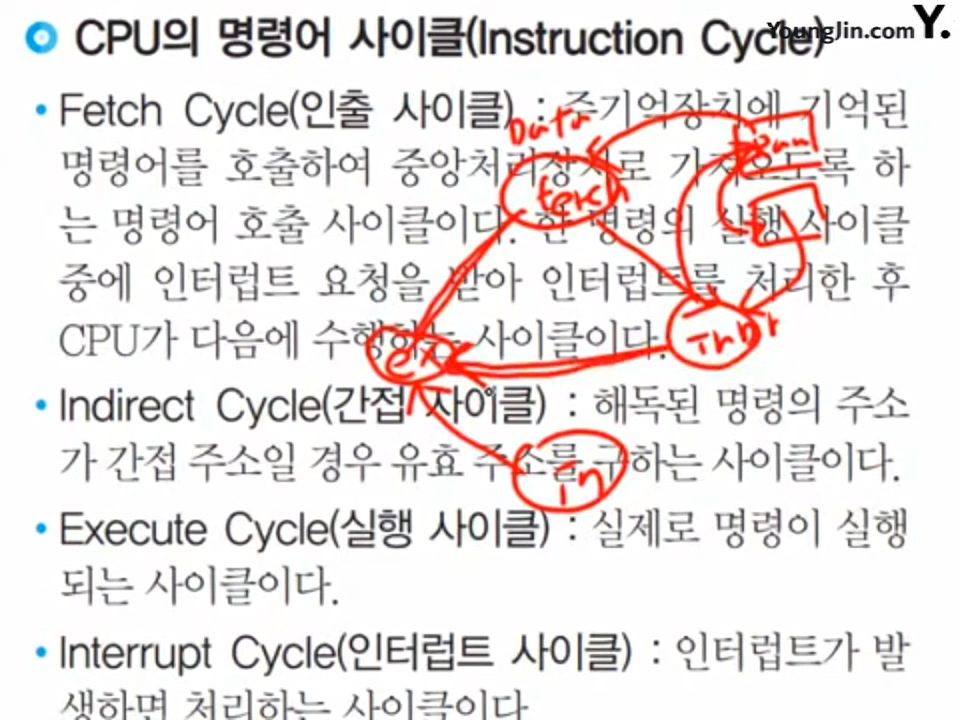 CPU의 명령어 사이클(Instruction Cycle)
YoungJin.com Y.
• Fetch Cycle(인출 사이클) : 주기억장치에 기억된
명령어를 호출하여 중앙처리장치로 가져오도록 하
는 명령어 호출 사이클이다. 한 명령의 실행 사이클
중에 인터럽트 요청을 받아 인터럽트를 처리한 후
CPU가 다음에 수행하는 사이클이다.
• Indirect Cycle(간접 사이클) : 해독된 명령의 주소
가 간접 주소일 경우 유효 주소를 구하는 사이클이다.
• Execute Cycle(실행 사이클) : 실제로 명령이 실행
되는 사이클이다.
• Interrupt Cycle(인터럽트 사이클) : 인터럽트가 발
생하면 처리하는 사이클이다
Data
fetch
ex
In